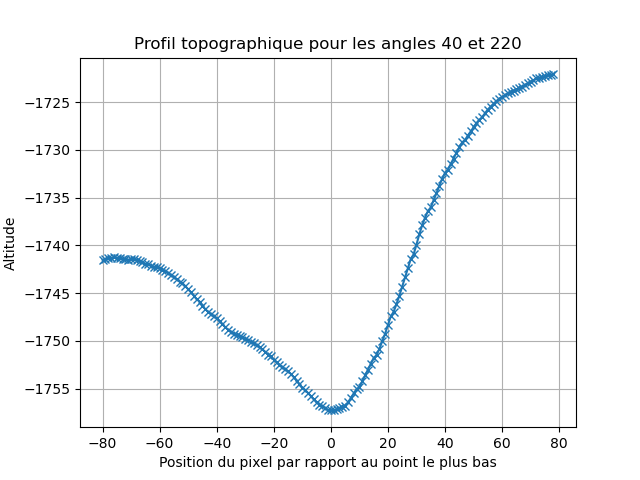 Profil topographique pour les angles 40 et 220
−1725
−1730
−1735
−1740
−1745
−1750
−1755
Altitude
−80 −60 −40 −20 0 20 40 60 80
Position du pixel par rapport au point le plus bas